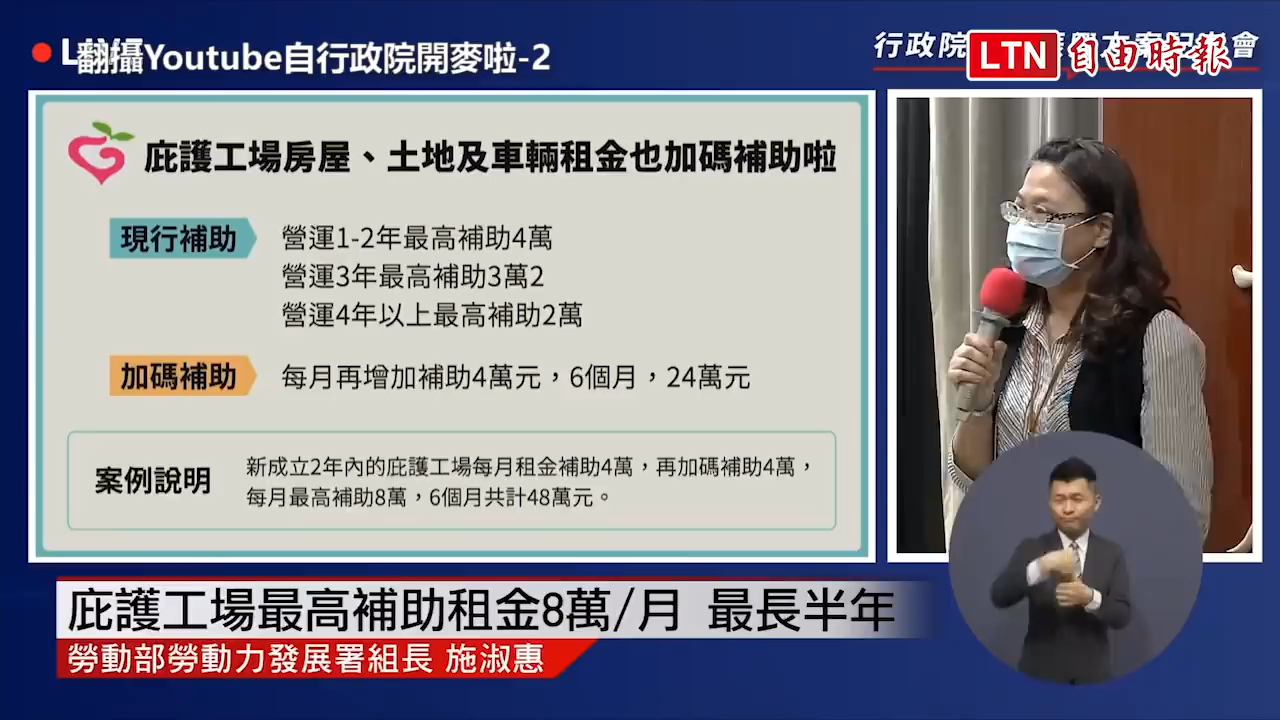 翻攝Youtube自行政院開麥啦-2
行政院
會
LTN 自由時報
庇護工場房屋、土地及車輛租金也加碼補助啦
現行補助
營運1-2年最高補助4萬
營運3年最高補助3萬2
營運4年以上最高補助2萬
加碼補助
每月再增加補助4萬元，6個月，24萬元
案例說明
新成立2年內的庇護工場每月租金補助4萬，再加碼補助4萬，
每月最高補助8萬，6個月共計48萬元。
庇護工場最高補助租金8萬/月 最長半年
勞動部勞動力發展署組長 施淑惠